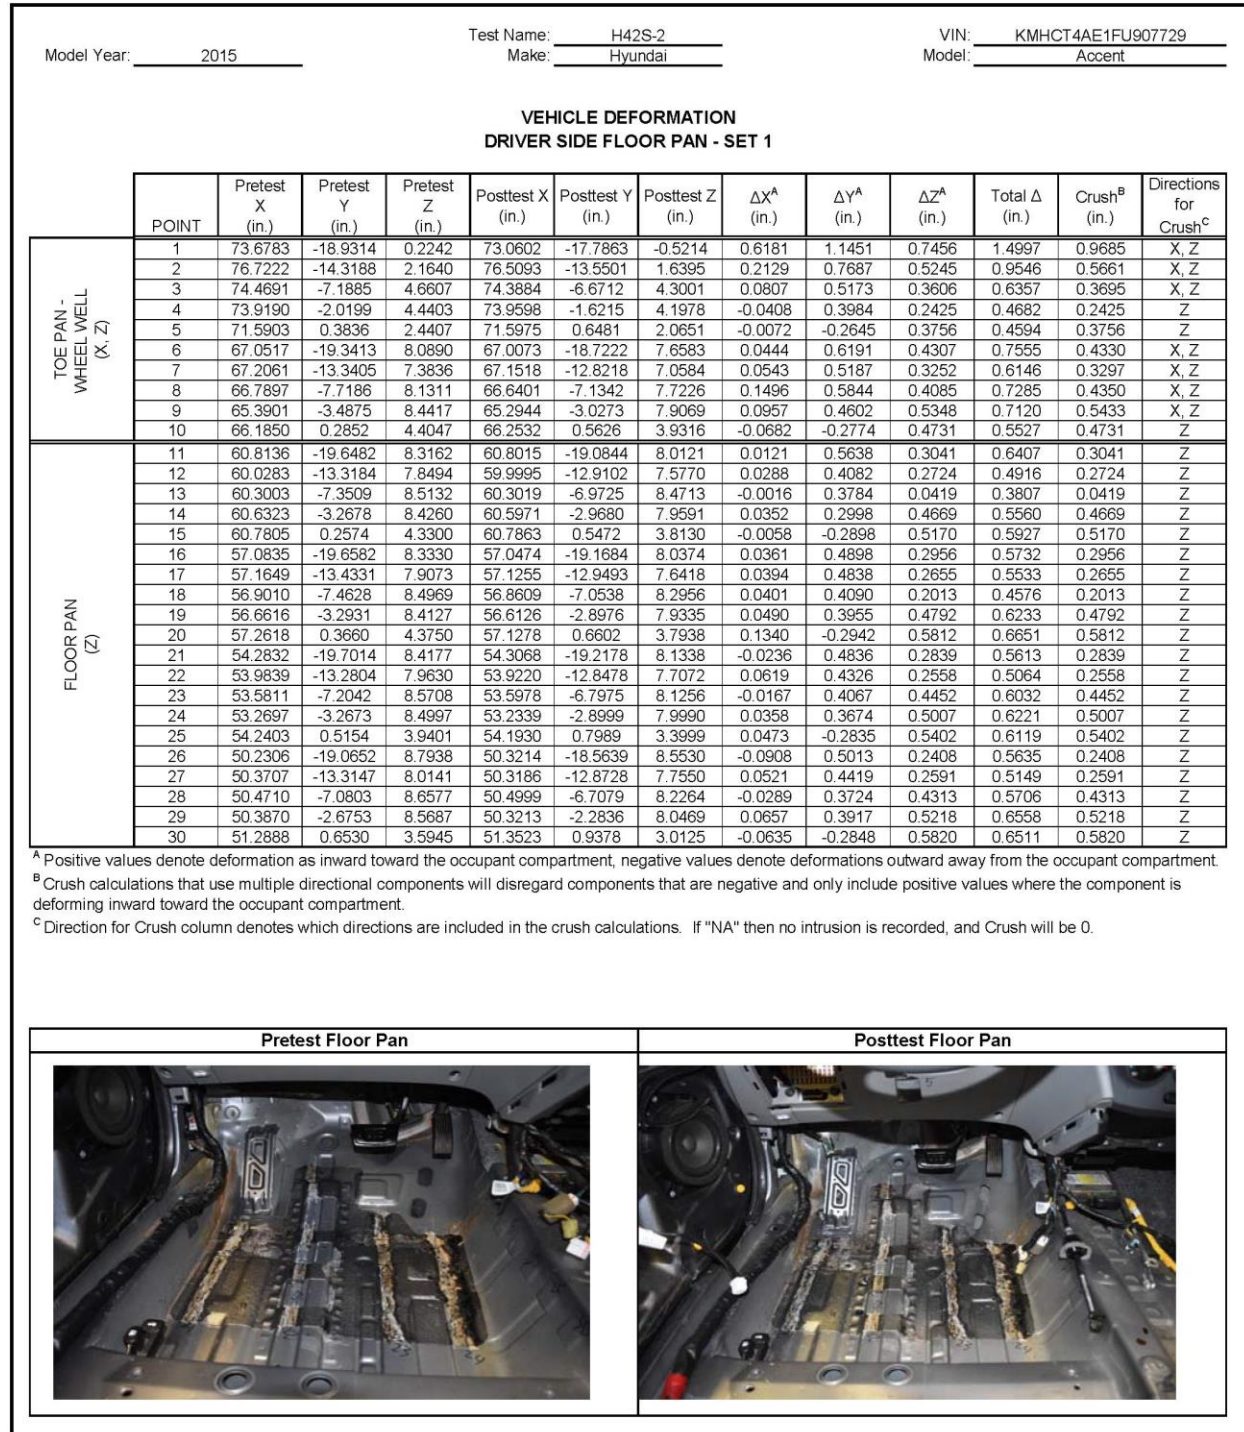 Test Name: H42S-2 VIN: KMHCT4AE1FU907729
Model Year: 2015 Make: Hyundai Model: Accent
VEHICLE DEFORMATION
DRIVER SIDE FLOOR PAN - SET 1
POINT Pretest X (in.) Pretest Y (in.) Pretest Z (in.) Posttest X (in.) Posttest Y (in.) Posttest Z (in.) ΔXᴬ (in.) ΔYᴬ (in.) ΔZᴬ (in.) Total Δ (in.) Crushᴮ (in.) Directions for Crushᶜ
TOE PAN - WHEEL WELL (X, Z)
1 73.6783 -18.9314 0.2242 73.0602 -17.7863 -0.5214 0.6181 1.1451 0.7456 1.4997 0.9685 X, Z
2 76.7222 -14.3188 2.1640 76.5093 -13.5501 1.6395 0.2129 0.7687 0.5245 0.9546 0.5661 X, Z
3 74.4691 -7.1885 4.6607 74.3884 -6.6712 4.3001 0.0807 0.5173 0.3606 0.6357 0.3695 X, Z
4 73.9190 -2.0199 4.4403 73.9598 -1.6215 4.1978 -0.0408 0.3984 0.2425 0.4682 0.2425 Z
5 71.5903 0.3836 2.4407 71.5975 0.6481 2.0651 -0.0072 -0.2645 0.3756 0.4594 0.3756 Z
6 67.0517 -19.3413 8.0890 67.0073 -18.7222 7.6583 0.0444 0.6191 0.4307 0.7555 0.4330 X, Z
7 67.2061 -13.3405 7.3836 67.1518 -12.8218 7.0584 0.0543 0.5187 0.3252 0.6146 0.3297 X, Z
8 66.7897 -7.7186 8.1311 66.6401 -7.1342 7.7226 0.1496 0.5844 0.4085 0.7285 0.4350 X, Z
9 65.3901 -3.4875 8.4417 65.2944 -3.0273 7.9069 0.0957 0.4602 0.5348 0.7120 0.5433 X, Z
10 66.1850 0.2852 4.4047 66.2532 0.5626 3.9316 -0.0682 -0.2774 0.4731 0.5527 0.4731 Z
FLOOR PAN (Z)
11 60.8136 -19.6482 8.3162 60.8015 -19.0844 8.0121 0.0121 0.5638 0.3041 0.6407 0.3041 Z
12 60.0283 -13.3184 7.8494 59.9995 -12.9102 7.5770 0.0288 0.4082 0.2724 0.4916 0.2724 Z
13 60.3003 -7.3509 8.5132 60.3019 -6.9725 8.4713 -0.0016 0.3784 0.0419 0.3807 0.0419 Z
14 60.6323 -3.2678 8.4260 60.5971 -2.9680 7.9591 0.0352 0.2998 0.4669 0.5560 0.4669 Z
15 60.7805 0.2574 4.3300 60.7863 0.5472 3.8130 -0.0058 -0.2898 0.5170 0.5927 0.5170 Z
16 57.0835 -19.6582 8.3330 57.0474 -19.1684 8.0374 0.0361 0.4898 0.2956 0.5732 0.2956 Z
17 57.1649 -13.4331 7.9073 57.1255 -12.9493 7.6418 0.0394 0.4838 0.2655 0.5533 0.2655 Z
18 56.9010 -7.4628 8.4969 56.8609 -7.0538 8.2956 0.0401 0.4090 0.2013 0.4576 0.2013 Z
19 56.6616 -3.2931 8.4127 56.6126 -2.8976 7.9335 0.0490 0.3955 0.4792 0.6233 0.4792 Z
20 57.2618 0.3660 4.3750 57.1278 0.6602 3.7938 0.1340 -0.2942 0.5812 0.6651 0.5812 Z
21 54.2832 -19.7014 8.4177 54.3068 -19.2178 8.1338 -0.0236 0.4836 0.2839 0.5613 0.2839 Z
22 53.9839 -13.2804 7.9630 53.9220 -12.8478 7.7072 0.0619 0.4326 0.2558 0.5064 0.2558 Z
23 53.5811 -7.2042 8.5708 53.5978 -6.7975 8.1256 -0.0167 0.4067 0.4452 0.6032 0.4452 Z
24 53.2697 -3.2673 8.4997 53.2339 -2.8999 7.9990 0.0358 0.3674 0.5007 0.6221 0.5007 Z
25 54.2403 0.5154 3.9401 54.1930 0.7989 3.3999 0.0473 -0.2835 0.5402 0.6119 0.5402 Z
26 50.2306 -19.0652 8.7938 50.3214 -18.5639 8.5530 -0.0908 0.5013 0.2408 0.5635 0.2408 Z
27 50.3707 -13.3147 8.0141 50.3186 -12.8728 7.7550 0.0521 0.4419 0.2591 0.5149 0.2591 Z
28 50.4710 -7.0803 8.6577 50.4999 -6.7079 8.2264 -0.0289 0.3724 0.4313 0.5706 0.4313 Z
29 50.3870 -2.6753 8.5687 50.3213 -2.2836 8.0469 0.0657 0.3917 0.5218 0.6558 0.5218 Z
30 51.2888 0.6530 3.5945 51.3523 0.9378 3.0125 -0.0635 -0.2848 0.5820 0.6511 0.5820 Z
ᴬ Positive values denote deformation as inward toward the occupant compartment, negative values denote deformations outward away from the occupant compartment.
ᴮ Crush calculations that use multiple directional components will disregard components that are negative and only include positive values where the component is
deforming inward toward the occupant compartment.
ᶜ Direction for Crush column denotes which directions are included in the crush calculations. If "NA" then no intrusion is recorded, and Crush will be 0.
Pretest Floor Pan Posttest Floor Pan